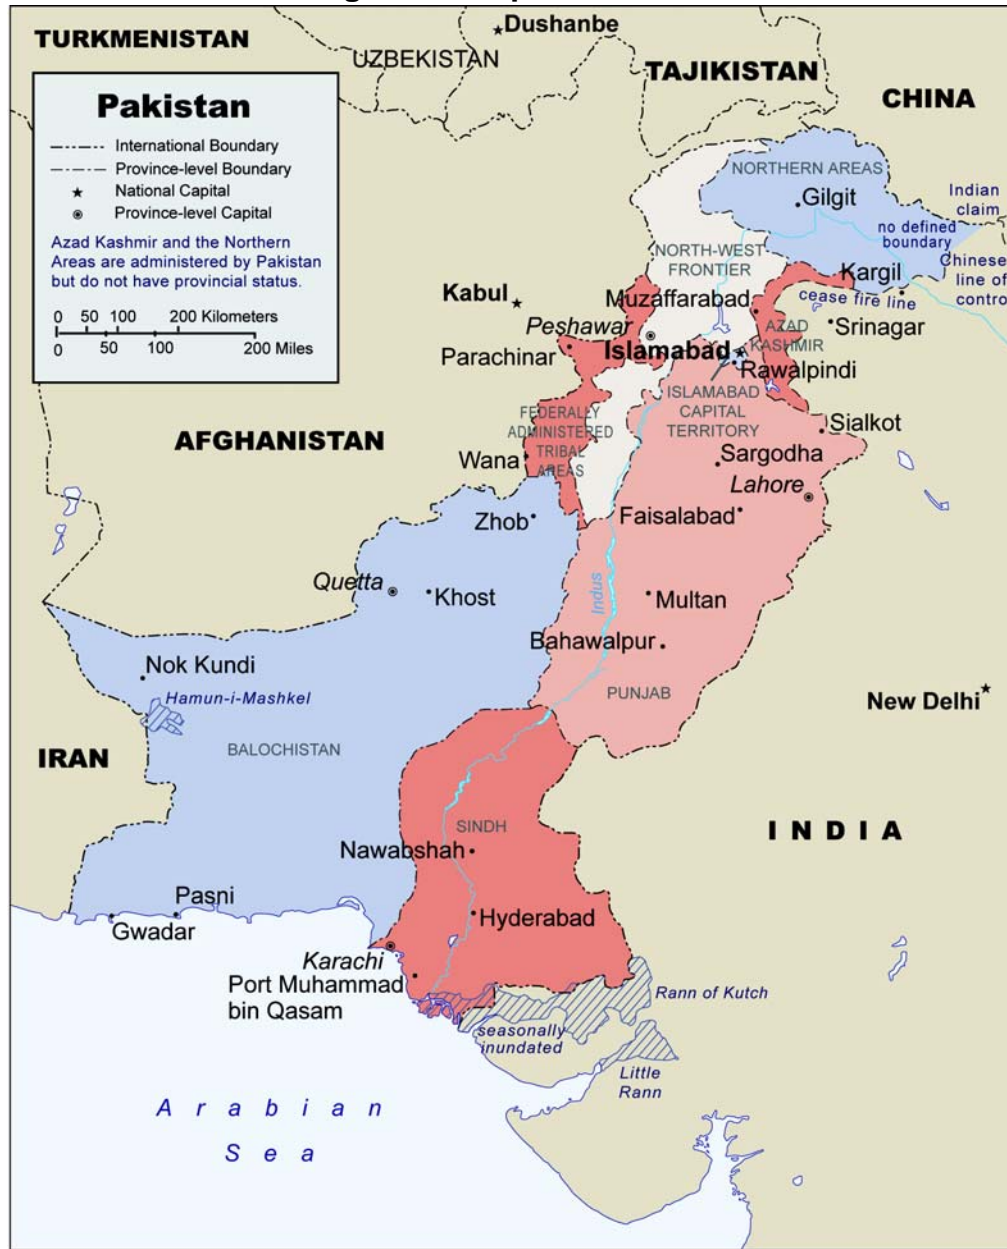 TURKMENISTAN
UZBEKISTAN
Dushanbe
TAJIKISTAN
CHINA
Pakistan
International Boundary
Province-level Boundary
National Capital
Province-level Capital
Azad Kashmir and the Northern
Areas are administered by Pakistan
but do not have provincial status.
0 50 100 200 Kilometers
0 50 100 200 Miles
NORTHERN AREAS
Gilgit
Indian
claim
no defined
boundary
Chinese
line of
control
NORTH-WEST
FRONTIER
Kargil
cease fire line
Kabul
Muzaffarabad
Peshawar
Srinagar
AZAD
KASHMIR
Parachinar
Islamabad
Rawalpindi
ISLAMABAD
CAPITAL
TERRITORY
FEDERALLY
ADMINISTERED
TRIBAL
AREAS
AFGHANISTAN
Sialkot
Wana
Sargodha
Lahore
Zhob
Faisalabad
Quetta
Khost
Indus
Multan
Bahawalpur
Nok Kundi
Hamun-i-Mashkel
PUNJAB
New Delhi
IRAN
BALOCHISTAN
SINDH
INDIA
Nawabshah
Pasni
Gwadar
Hyderabad
Karachi
Port Muhammad
bin Qasam
Rann of Kutch
seasonally
inundated
Little
Rann
Arabian
Sea